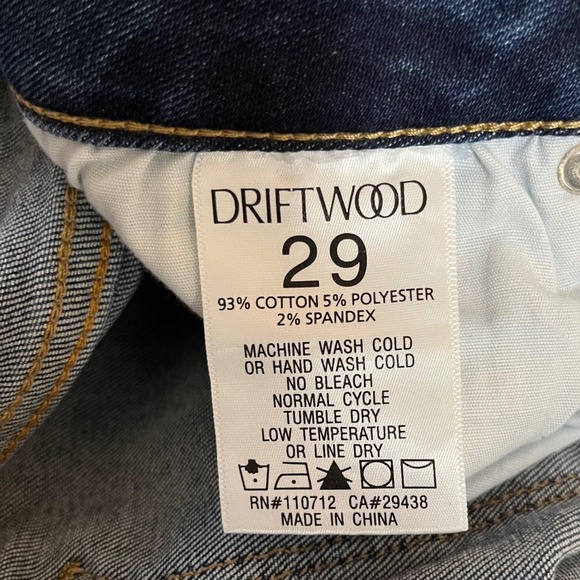 DRIFTWOOD
29
93% COTTON 5% POLYESTER
2% SPANDEX
MACHINE WASH COLD
OR HAND WASH COLD
NO BLEACH
NORMAL CYCLE
TUMBLE DRY
LOW TEMPERATURE
OR LINE DRY
RN#110712 CA#29438
MADE IN CHINA